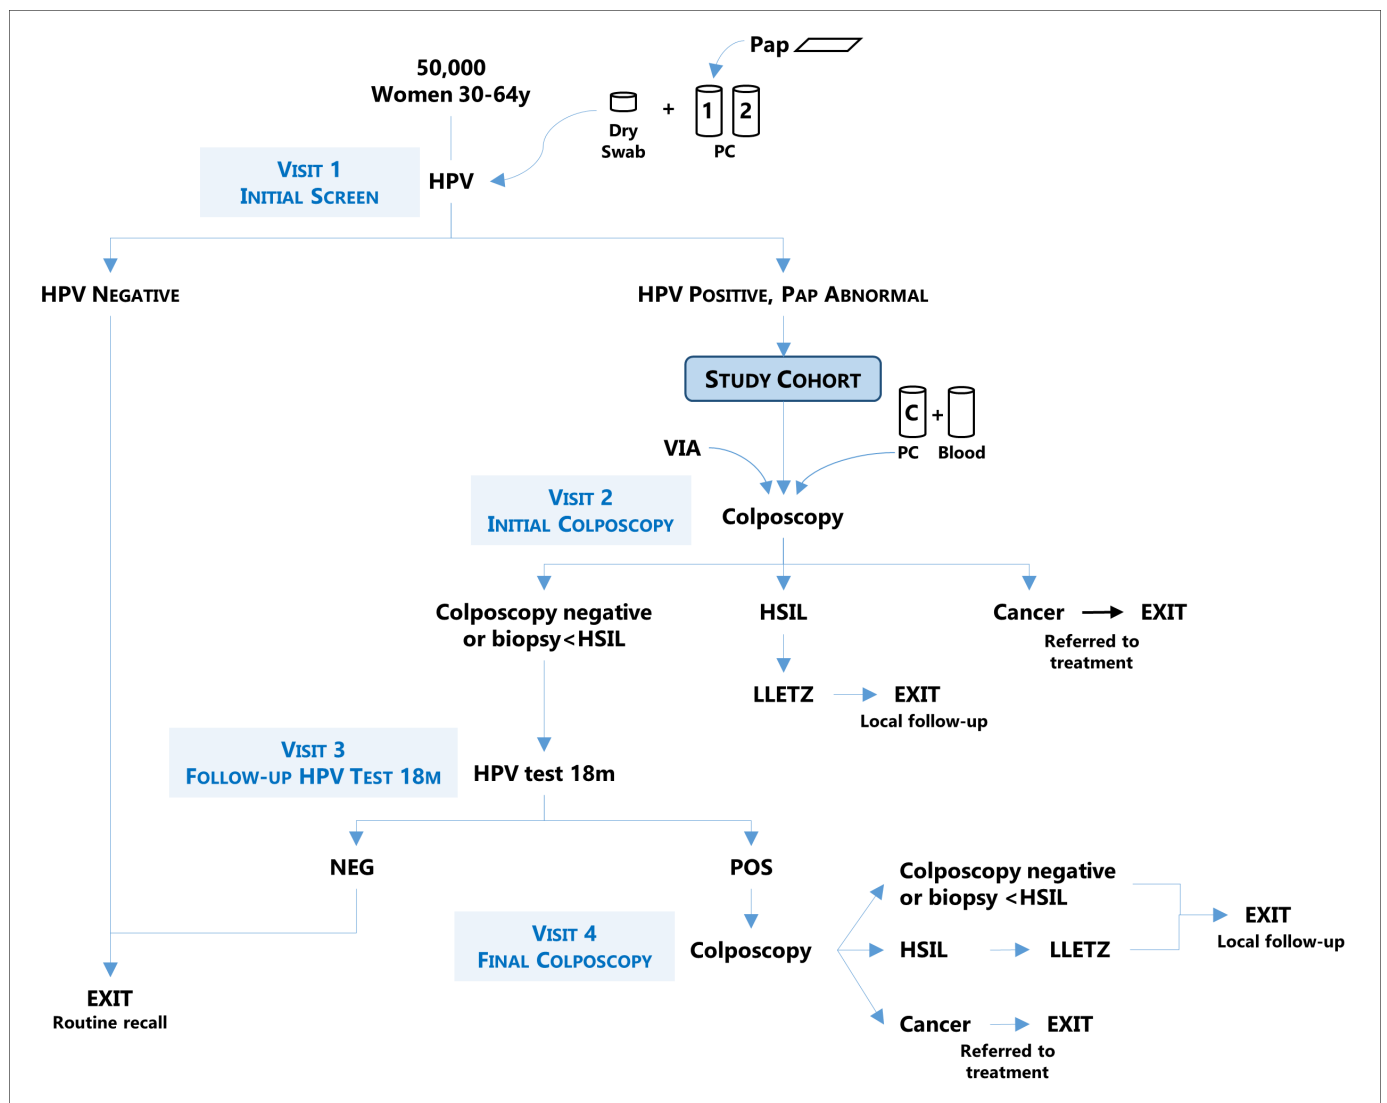 Pap
50,000
Women 30-64y
1
2
+
Dry
Swab
PC
VISIT 1
INITIAL SCREEN
HPV
HPV NEGATIVE
HPV POSITIVE, PAP ABNORMAL
STUDY COHORT
C
+
PC
Blood
VIA
VISIT 2
INITIAL COLPOSCOPY
Colposcopy
Colposcopy negative
or biopsy<HSIL
HSIL
Cancer
EXIT
Referred to
treatment
LLETZ
EXIT
Local follow-up
VISIT 3
FOLLOW-UP HPV TEST 18M
HPV test 18m
NEG
POS
VISIT 4
FINAL COLPOSCOPY
Colposcopy
Colposcopy negative
or biopsy <HSIL
HSIL
LLETZ
EXIT
Local follow-up
Cancer
EXIT
Referred to
treatment
EXIT
Routine recall